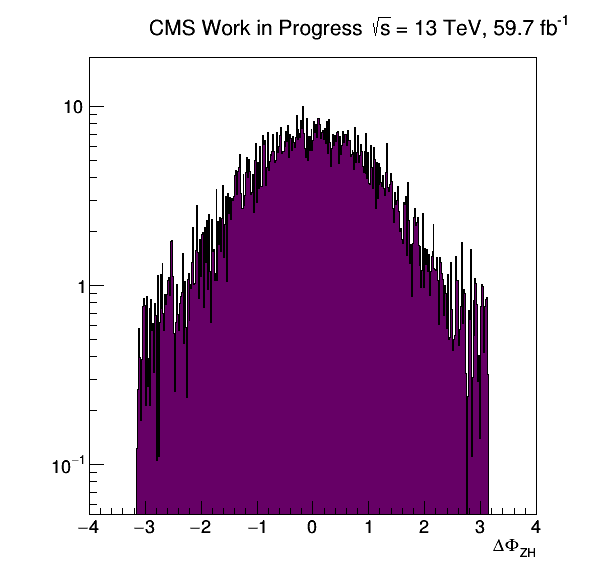 CMS Work in Progress √s = 13 TeV, 59.7 fb⁻¹
10
1
10⁻¹
−4 −3 −2 −1 0 1 2 3 4
ΔΦ_ZH